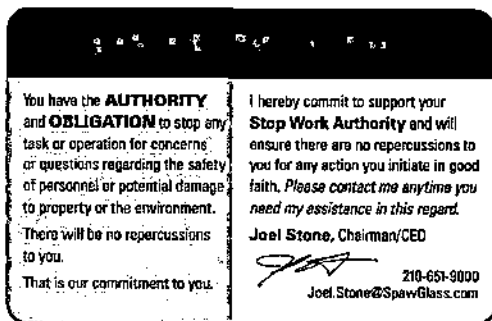 You have the AUTHORITY
and OBLIGATION to stop any
task or operation for concerns
or questions regarding the safety
of personnel or potential damage
to property or the environment.
There will be no repercussions
to you.
That is our commitment to you.
I hereby commit to support your
Stop Work Authority and will
ensure there are no repercussions to
you for any action you initiate in good
faith. Please contact me anytime you
need my assistance in this regard.
Joel Stone, Chairman/CEO
210-651-9000
Joel.Stone@SpawGlass.com